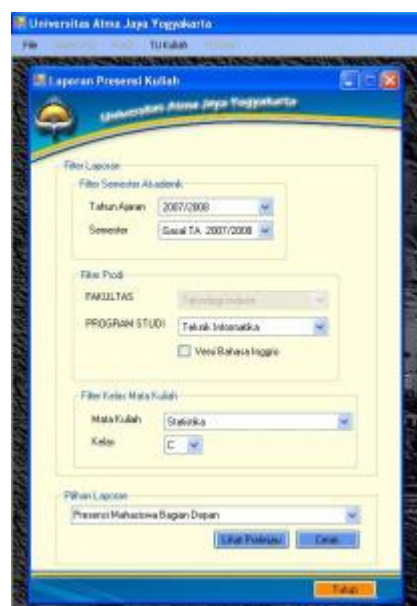 Universitas Atma Jaya Yogyakarta
File TU Kuliah
Laporan Presensi Kuliah
Universitas Atma Jaya Yogyakarta
Filter Laporan
Filter Semester Akademik
Tahun Ajaran 2007/2008
Semester Gasal TA. 2007/2008
Filter Prodi
FAKULTAS Teknologi Industri
PROGRAM STUDI Teknik Informatika
Versi Bahasa Inggris
Filter Kelas Mata Kuliah
Mata Kuliah Statistika
Kelas C
Pilihan Laporan
Presensi Mahasiswa Bagian Depan
Lihat Cetak
Tutup